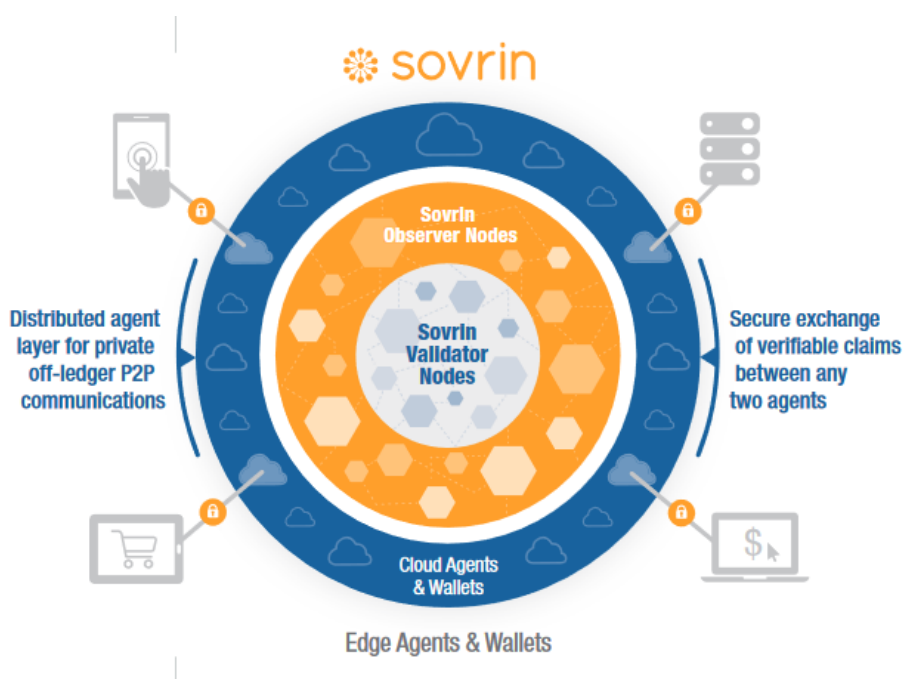 sovrin
Sovrin
Observer Nodes
Sovrin
Validator
Nodes
Distributed agent
layer for private
off-ledger P2P
communications
Secure exchange
of verifiable claims
between any
two agents
$
Cloud Agents
& Wallets
Edge Agents & Wallets